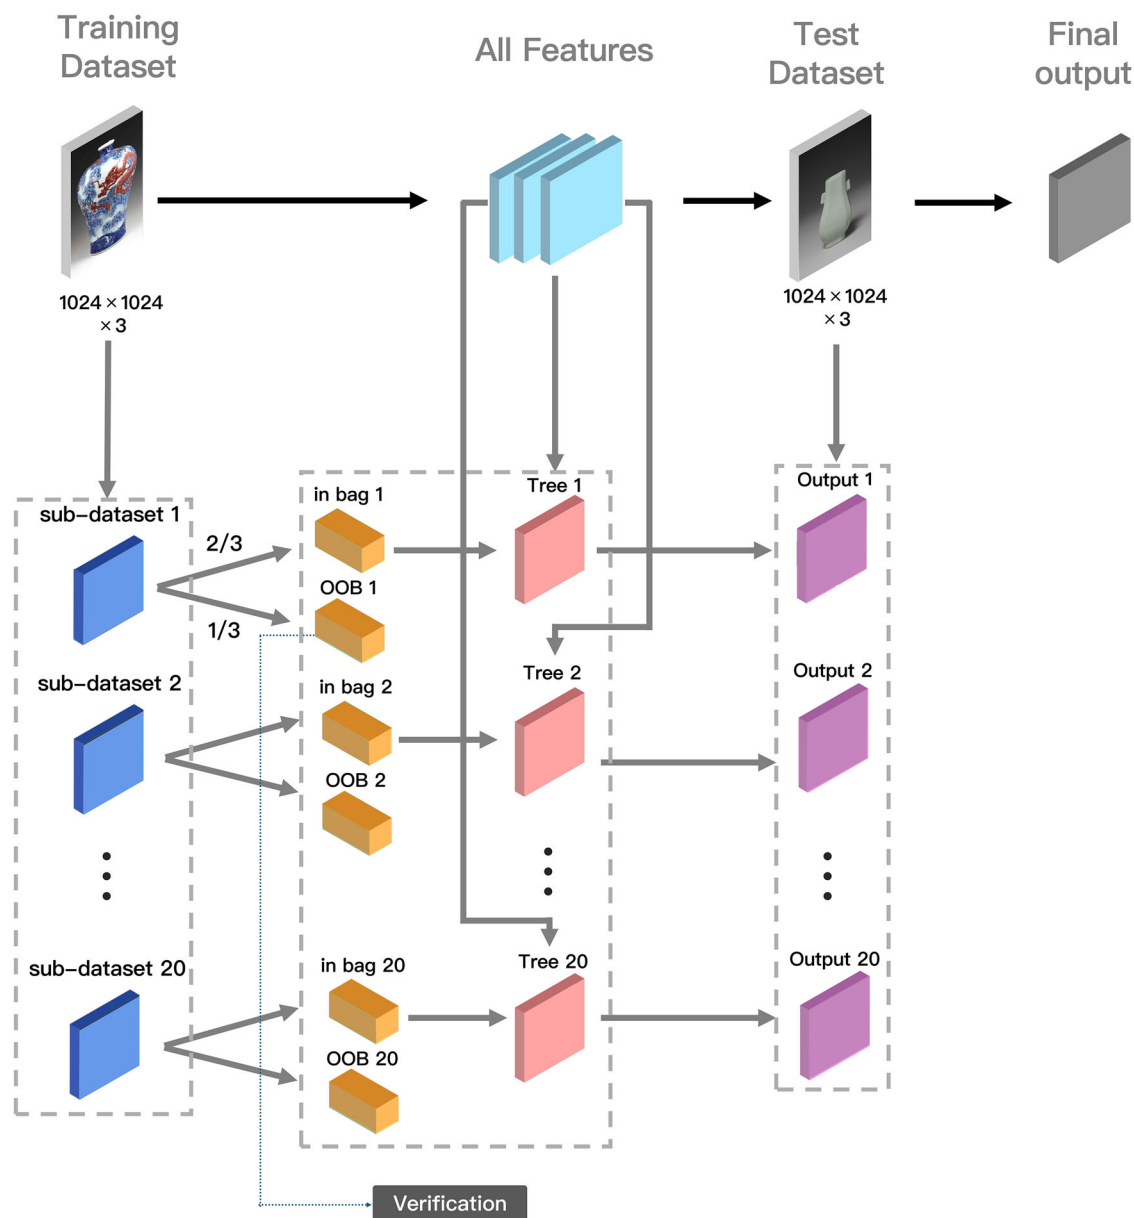 Training
Dataset
All Features
Test
Dataset
Final
output
1024×1024
×3
1024×1024
×3
sub-dataset 1
2/3
1/3
in bag 1
OOB 1
Tree 1
Output 1
sub-dataset 2
in bag 2
OOB 2
Tree 2
Output 2
sub-dataset 20
in bag 20
OOB 20
Tree 20
Output 20
Verification